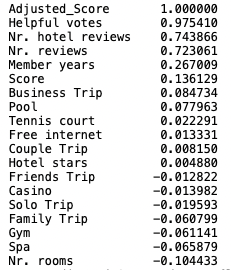 Adjusted_Score 1.000000
Helpful votes 0.975410
Nr. hotel reviews 0.743866
Nr. reviews 0.723061
Member years 0.267009
Score 0.136129
Business Trip 0.084734
Pool 0.077963
Tennis court 0.022291
Free internet 0.013331
Couple Trip 0.008150
Hotel stars 0.004880
Friends Trip -0.012822
Casino -0.013982
Solo Trip -0.019593
Family Trip -0.060799
Gym -0.061141
Spa -0.065879
Nr. rooms -0.104433